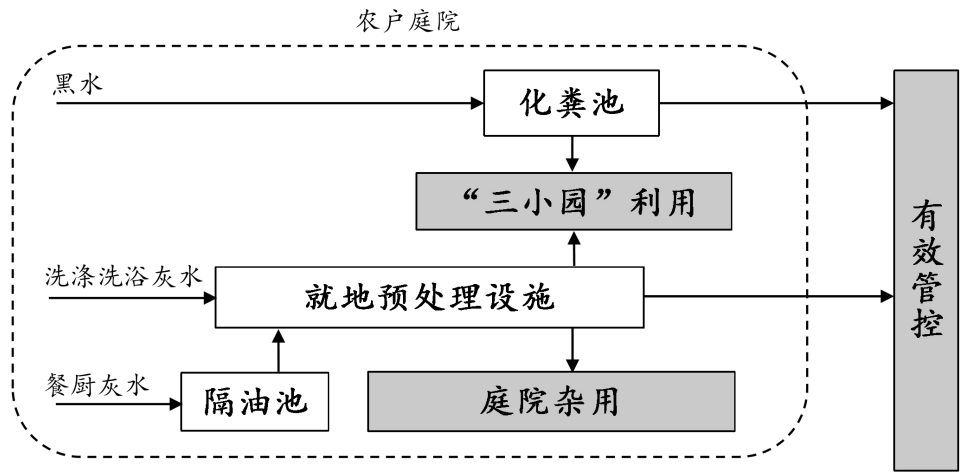 农户庭院
黑水
化粪池
“三小园”利用
洗涤洗浴灰水
就地预处理设施
餐厨灰水
隔油池
庭院杂用
有效管控